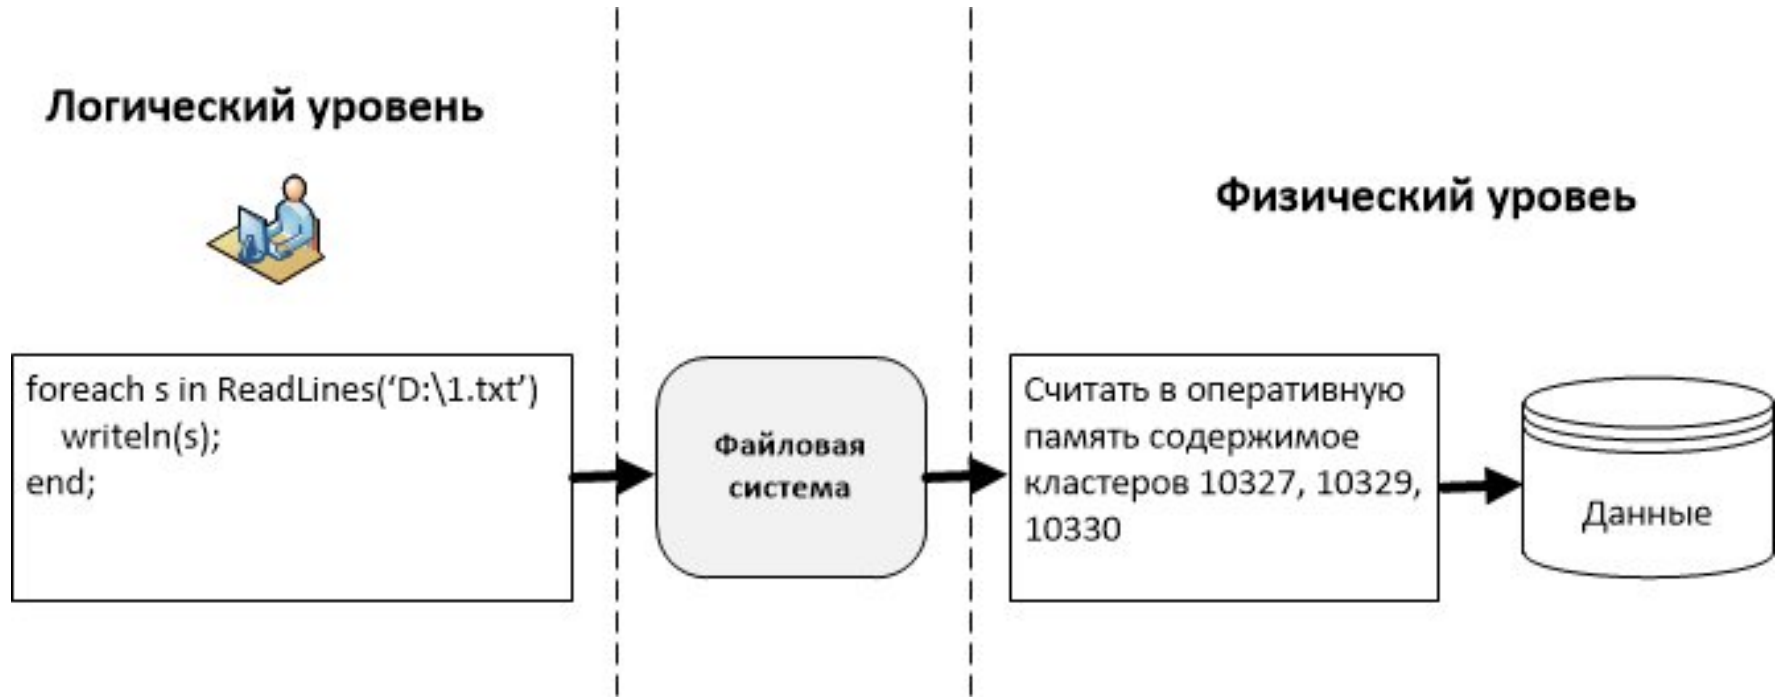 Логический уровень
Физический уровеь
foreach s in ReadLines(‘D:\1.txt’)
writeln(s);
end;
Файловая
система
Считать в оперативную
память содержимое
кластеров 10327, 10329,
10330
Данные